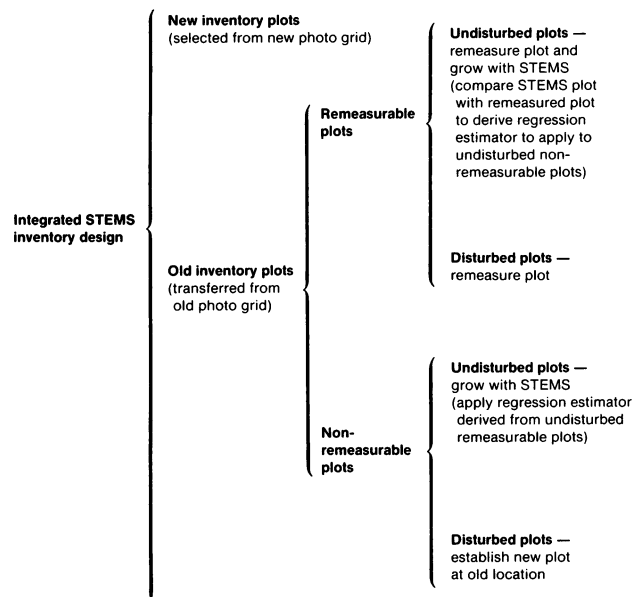 New inventory plots
(selected from new photo grid)
Undisturbed plots —
remeasure plot and
grow with STEMS
(compare STEMS plot
with remeasured plot
to derive regression
estimator to apply to
undisturbed non-
remeasurable plots)
Remeasurable
plots
Integrated STEMS
inventory design
Disturbed plots —
remeasure plot
Old inventory plots
(transferred from
old photo grid)
Undisturbed plots —
grow with STEMS
(apply regression estimator
derived from undisturbed
remeasurable plots)
Non-
remeasurable
plots
Disturbed plots —
establish new plot
at old location